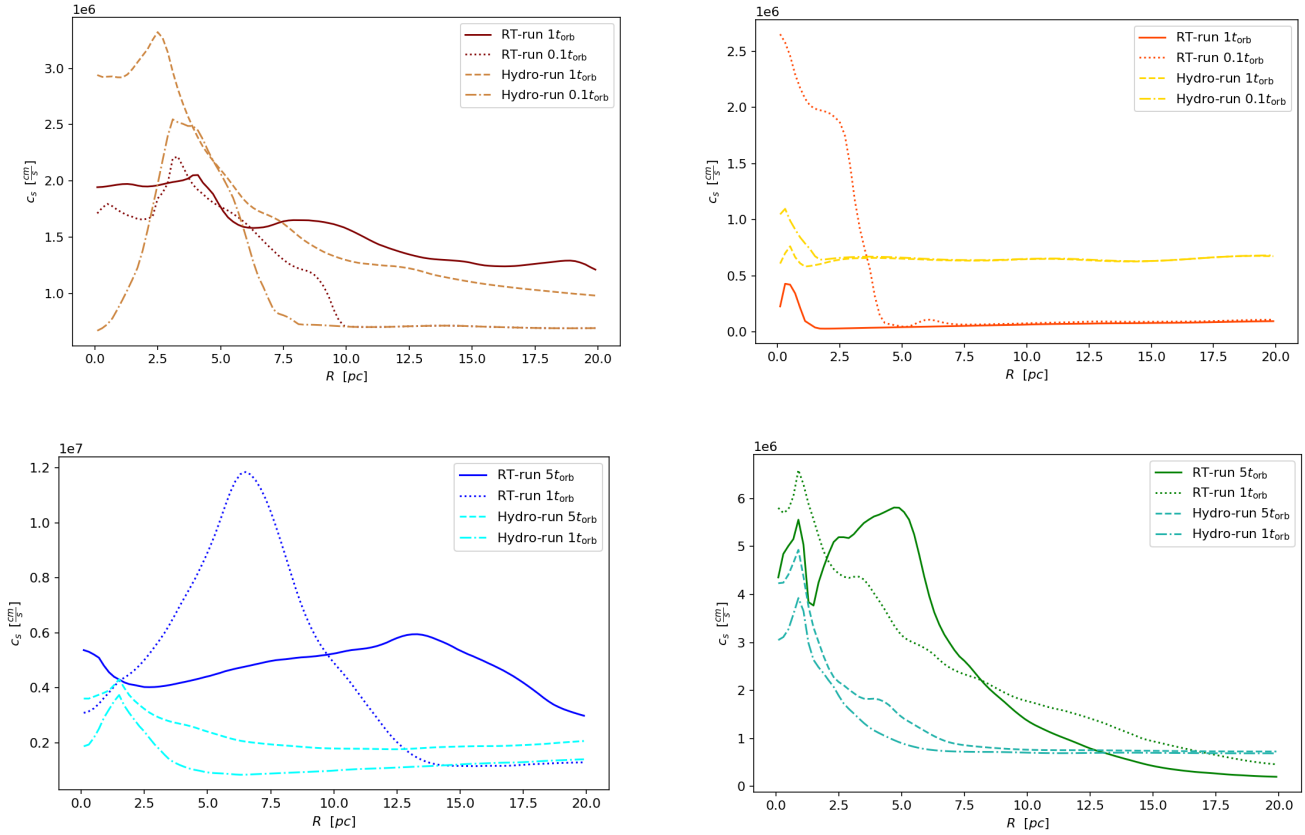 1e6
RT-run 1t_orb
RT-run 0.1t_orb
Hydro-run 1t_orb
Hydro-run 0.1t_orb
3.0
2.5
2.0
1.5
1.0
c_s [cm/s]
0.0 2.5 5.0 7.5 10.0 12.5 15.0 17.5 20.0
R [pc]
1e6
RT-run 1t_orb
RT-run 0.1t_orb
Hydro-run 1t_orb
Hydro-run 0.1t_orb
2.5
2.0
1.5
1.0
0.5
0.0
c_s [cm/s]
0.0 2.5 5.0 7.5 10.0 12.5 15.0 17.5 20.0
R [pc]
1e7
RT-run 5t_orb
RT-run 1t_orb
Hydro-run 5t_orb
Hydro-run 1t_orb
1.2
1.0
0.8
0.6
0.4
0.2
c_s [cm/s]
0.0 2.5 5.0 7.5 10.0 12.5 15.0 17.5 20.0
R [pc]
1e6
RT-run 5t_orb
RT-run 1t_orb
Hydro-run 5t_orb
Hydro-run 1t_orb
6
5
4
3
2
1
0
c_s [cm/s]
0.0 2.5 5.0 7.5 10.0 12.5 15.0 17.5 20.0
R [pc]